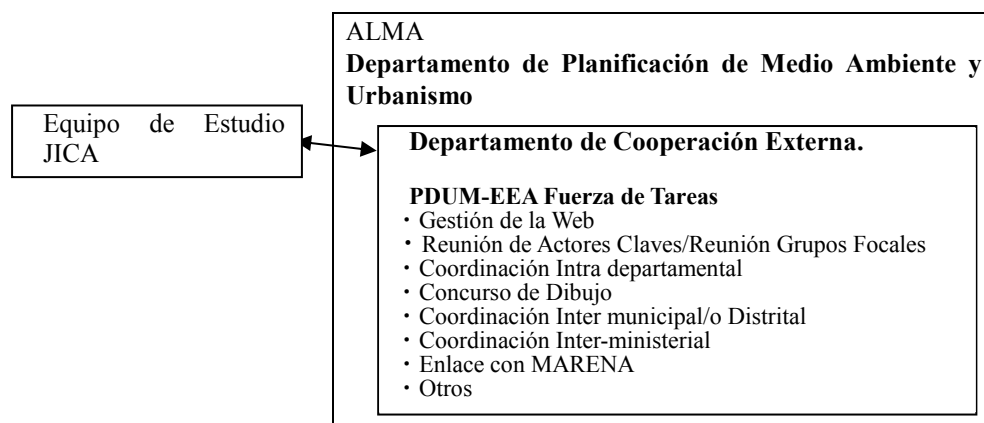 ALMA
Departamento de Planificación de Medio Ambiente y
Urbanismo
Equipo de Estudio
JICA
Departamento de Cooperación Externa.
PDUM-EEA Fuerza de Tareas
・Gestión de la Web
・Reunión de Actores Claves/Reunión Grupos Focales
・Coordinación Intra departamental
・Concurso de Dibujo
・Coordinación Inter municipal/o Distrital
・Coordinación Inter-ministerial
・Enlace con MARENA
・Otros